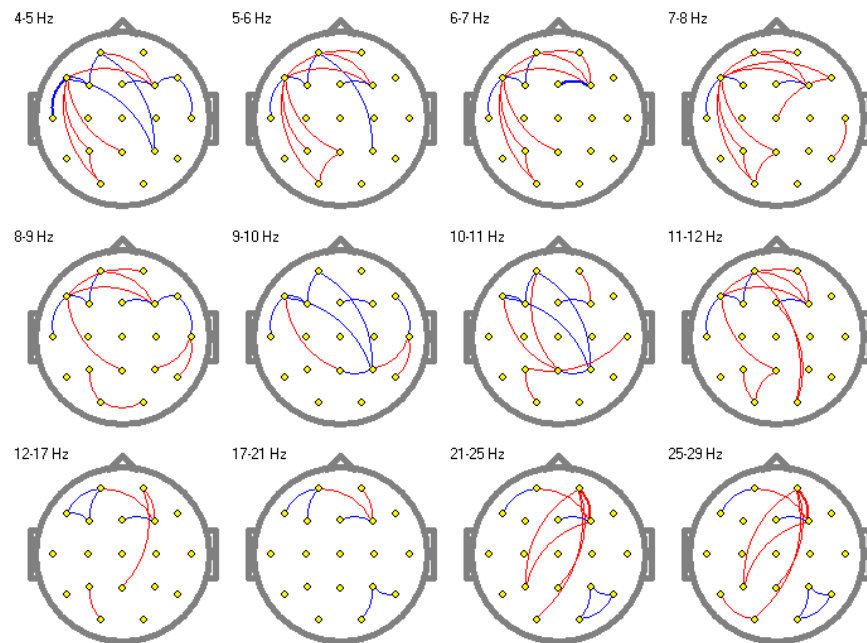 4-5 Hz
5-6 Hz
6-7 Hz
7-8 Hz
8-9 Hz
9-10 Hz
10-11 Hz
11-12 Hz
12-17 Hz
17-21 Hz
21-25 Hz
25-29 Hz